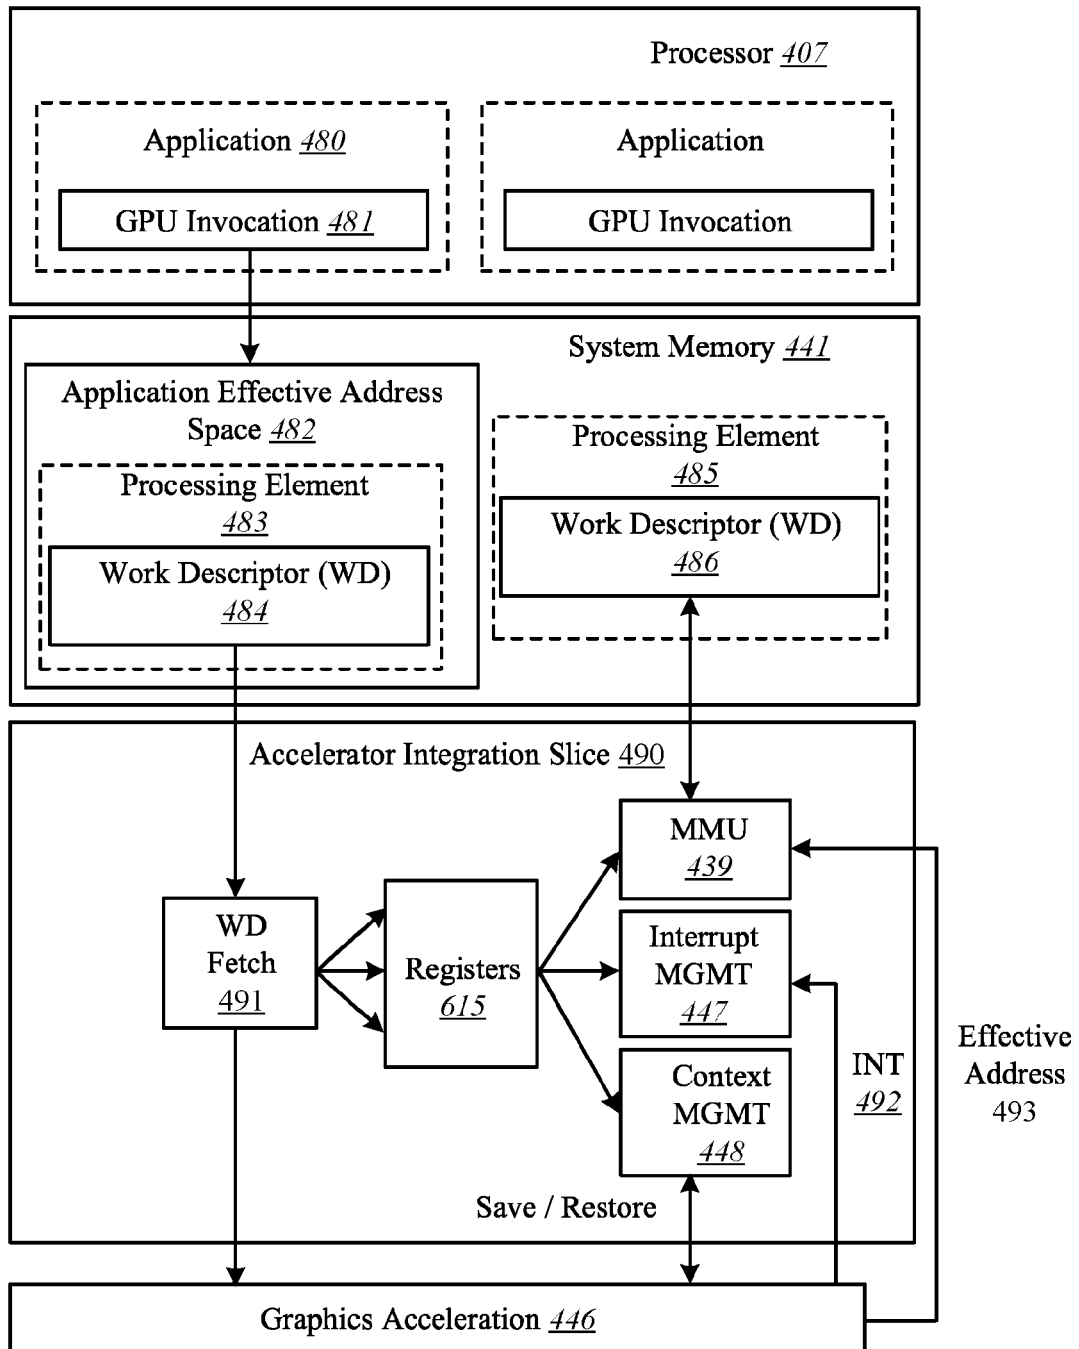 Processor 407
Application 480
Application
GPU Invocation 481
GPU Invocation
System Memory 441
Application Effective Address
Space 482
Processing Element
483
Work Descriptor (WD)
484
Processing Element
485
Work Descriptor (WD)
486
Accelerator Integration Slice 490
MMU
439
WD
Fetch
491
Registers
615
Interrupt
MGMT
447
Context
MGMT
448
INT
492
Effective
Address
493
Save / Restore
Graphics Acceleration 446